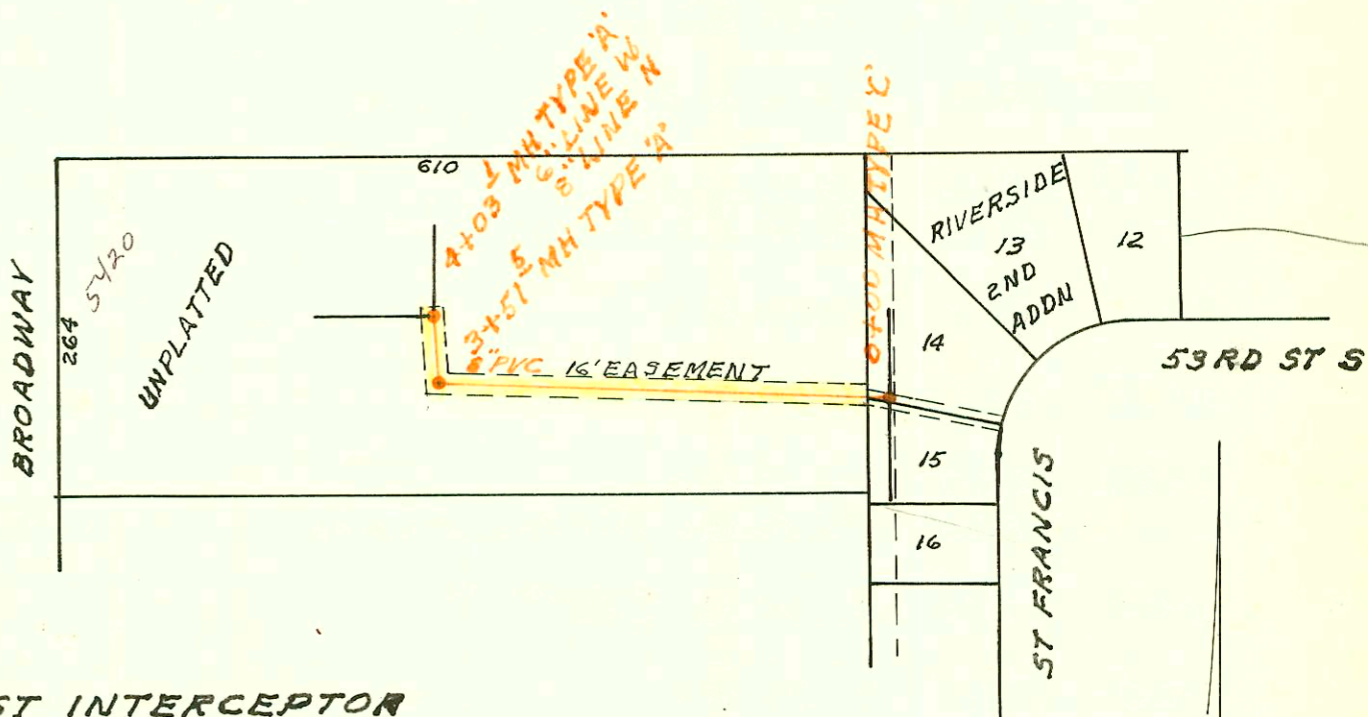 4+03 1 MH TYPE 'A'
6" LINE W
8" LINE N
3+51 5 MH TYPE 'A'
0+00 MH TYPE 'C'
610
BROADWAY
264
5420
UNPLATTED
" PVC
16' EASEMENT
RIVERSIDE
13
2ND
ADDN
12
14
15
16
53RD ST S
ST FRANCIS
ST INTERCEPTOR